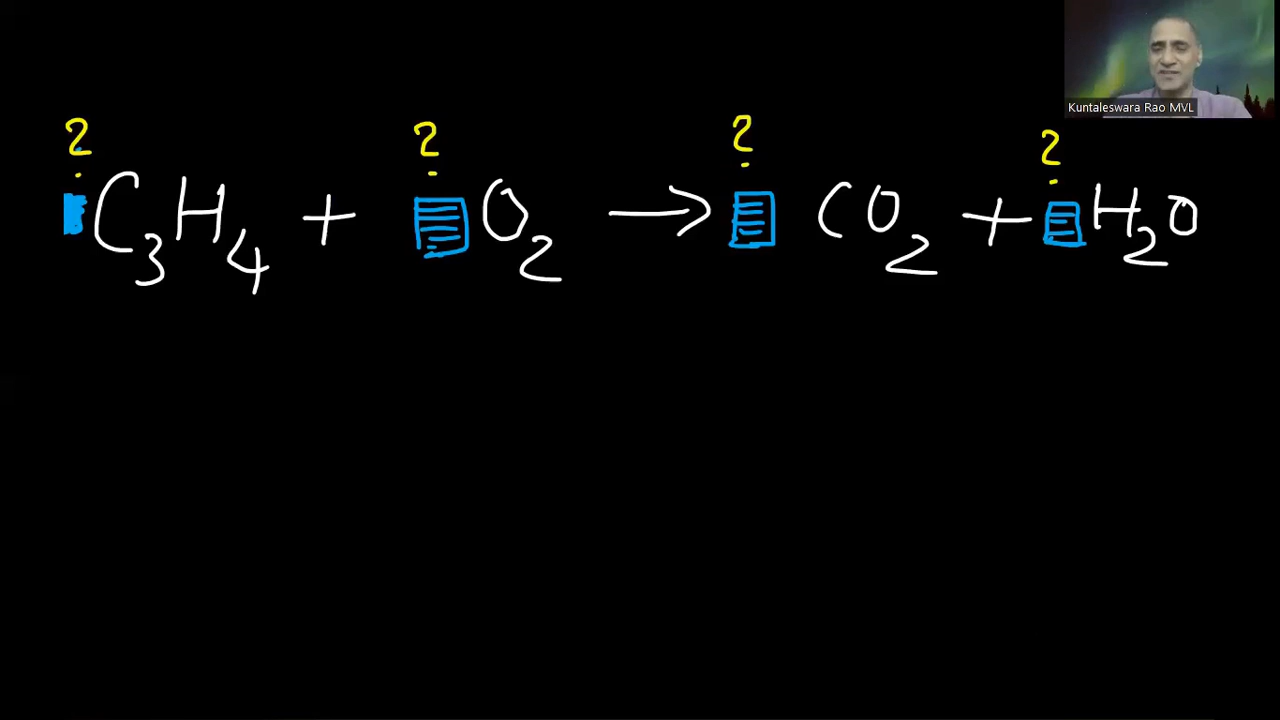 Kuntaleswara Rao MVL
? ? ? ?
C₃H₄ + O₂ → CO₂ + H₂O